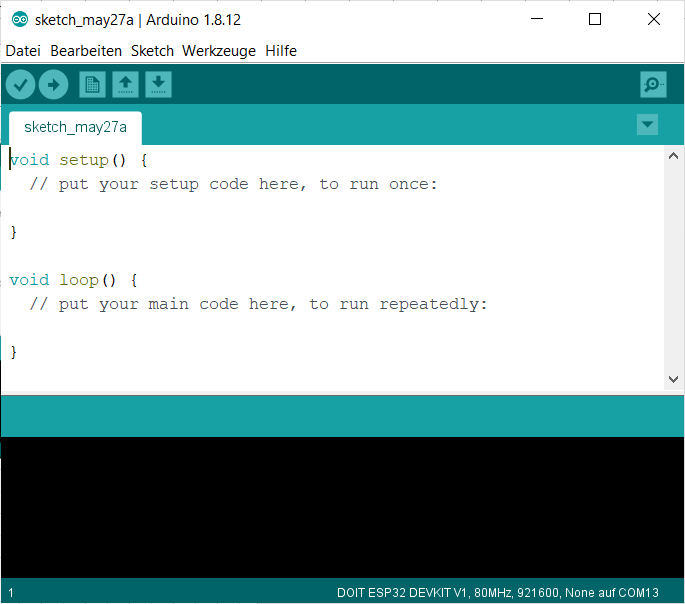 sketch_may27a | Arduino 1.8.12
Datei Bearbeiten Sketch Werkzeuge Hilfe
sketch_may27a
void setup() {
  // put your setup code here, to run once:
}
void loop() {
  // put your main code here, to run repeatedly:
}
1 DOIT ESP32 DEVKIT V1, 80MHz, 921600, None auf COM13